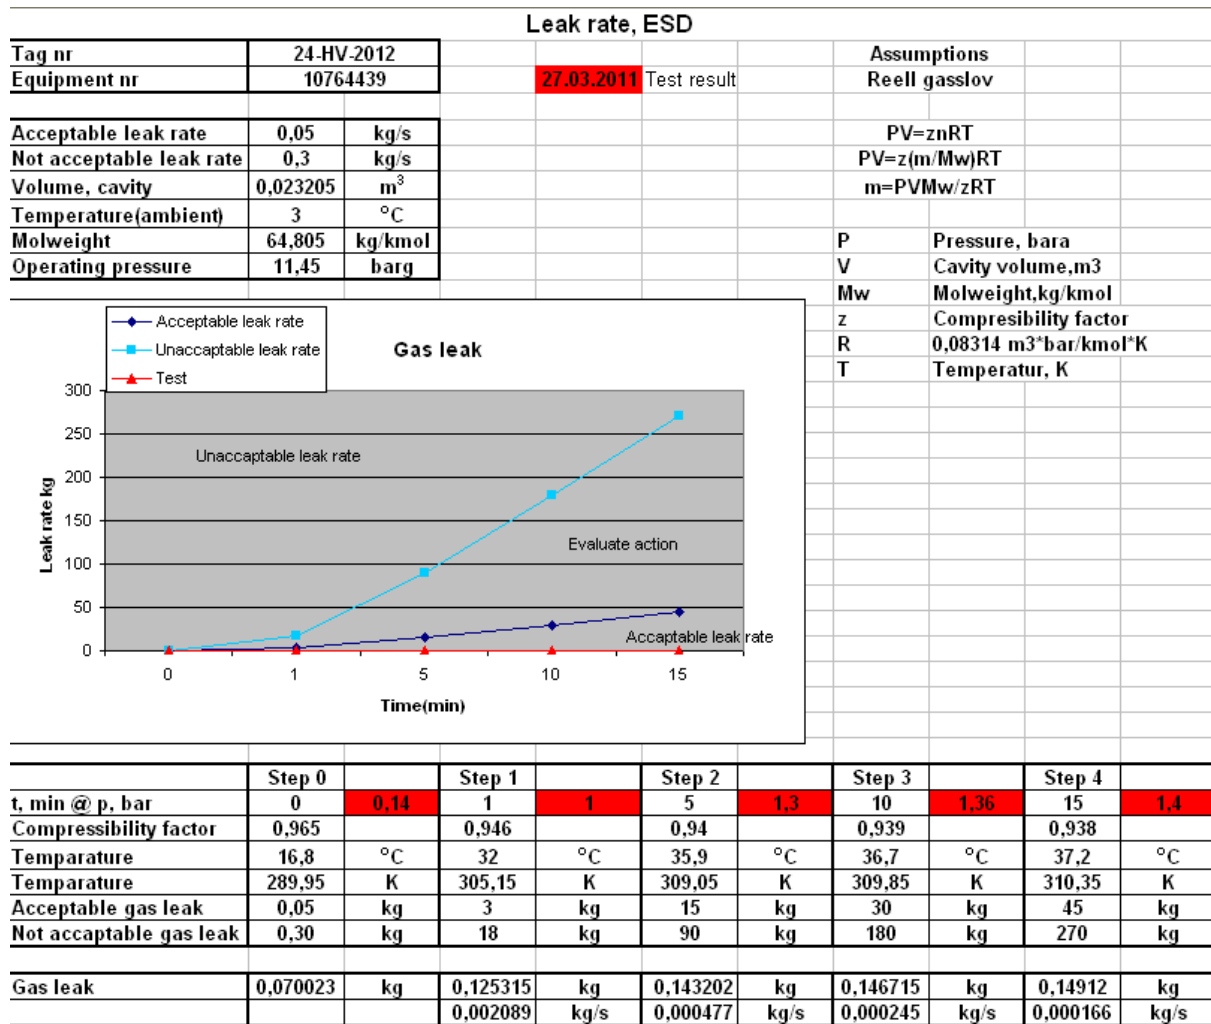 Leak rate, ESD
Tag nr 24-HV-2012 Assumptions
Equipment nr 10764439 27.03.2011 Test result Reell gasslov
Acceptable leak rate 0,05 kg/s PV=znRT
Not acceptable leak rate 0,3 kg/s PV=z(m/Mw)RT
Volume, cavity 0,023205 m³ m=PVMw/zRT
Temperature(ambient) 3 °C
Molweight 64,805 kg/kmol P Pressure, bara
Operating pressure 11,45 barg V Cavity volume,m3
Mw Molweight,kg/kmol
z Compresibility factor
R 0,08314 m3*bar/kmol*K
T Temperatur, K
Acceptable leak rate
Unaccaptable leak rate
Test
Gas leak
300
250
200
150
100
50
0
Leak rate kg
Unaccaptable leak rate
Evaluate action
Accaptable leak rate
0 1 5 10 15
Time(min)
Step 0 Step 1 Step 2 Step 3 Step 4
t, min @ p, bar 0 0,14 1 1 5 1,3 10 1,36 15 1,4
Compressibility factor 0,965 0,946 0,94 0,939 0,938
Temparature 16,8 °C 32 °C 35,9 °C 36,7 °C 37,2 °C
Temparature 289,95 K 305,15 K 309,05 K 309,85 K 310,35 K
Acceptable gas leak 0,05 kg 3 kg 15 kg 30 kg 45 kg
Not accaptable gas leak 0,30 kg 18 kg 90 kg 180 kg 270 kg
Gas leak 0,070023 kg 0,125315 kg 0,143202 kg 0,146715 kg 0,14912 kg
0,002089 kg/s 0,000477 kg/s 0,000245 kg/s 0,000166 kg/s